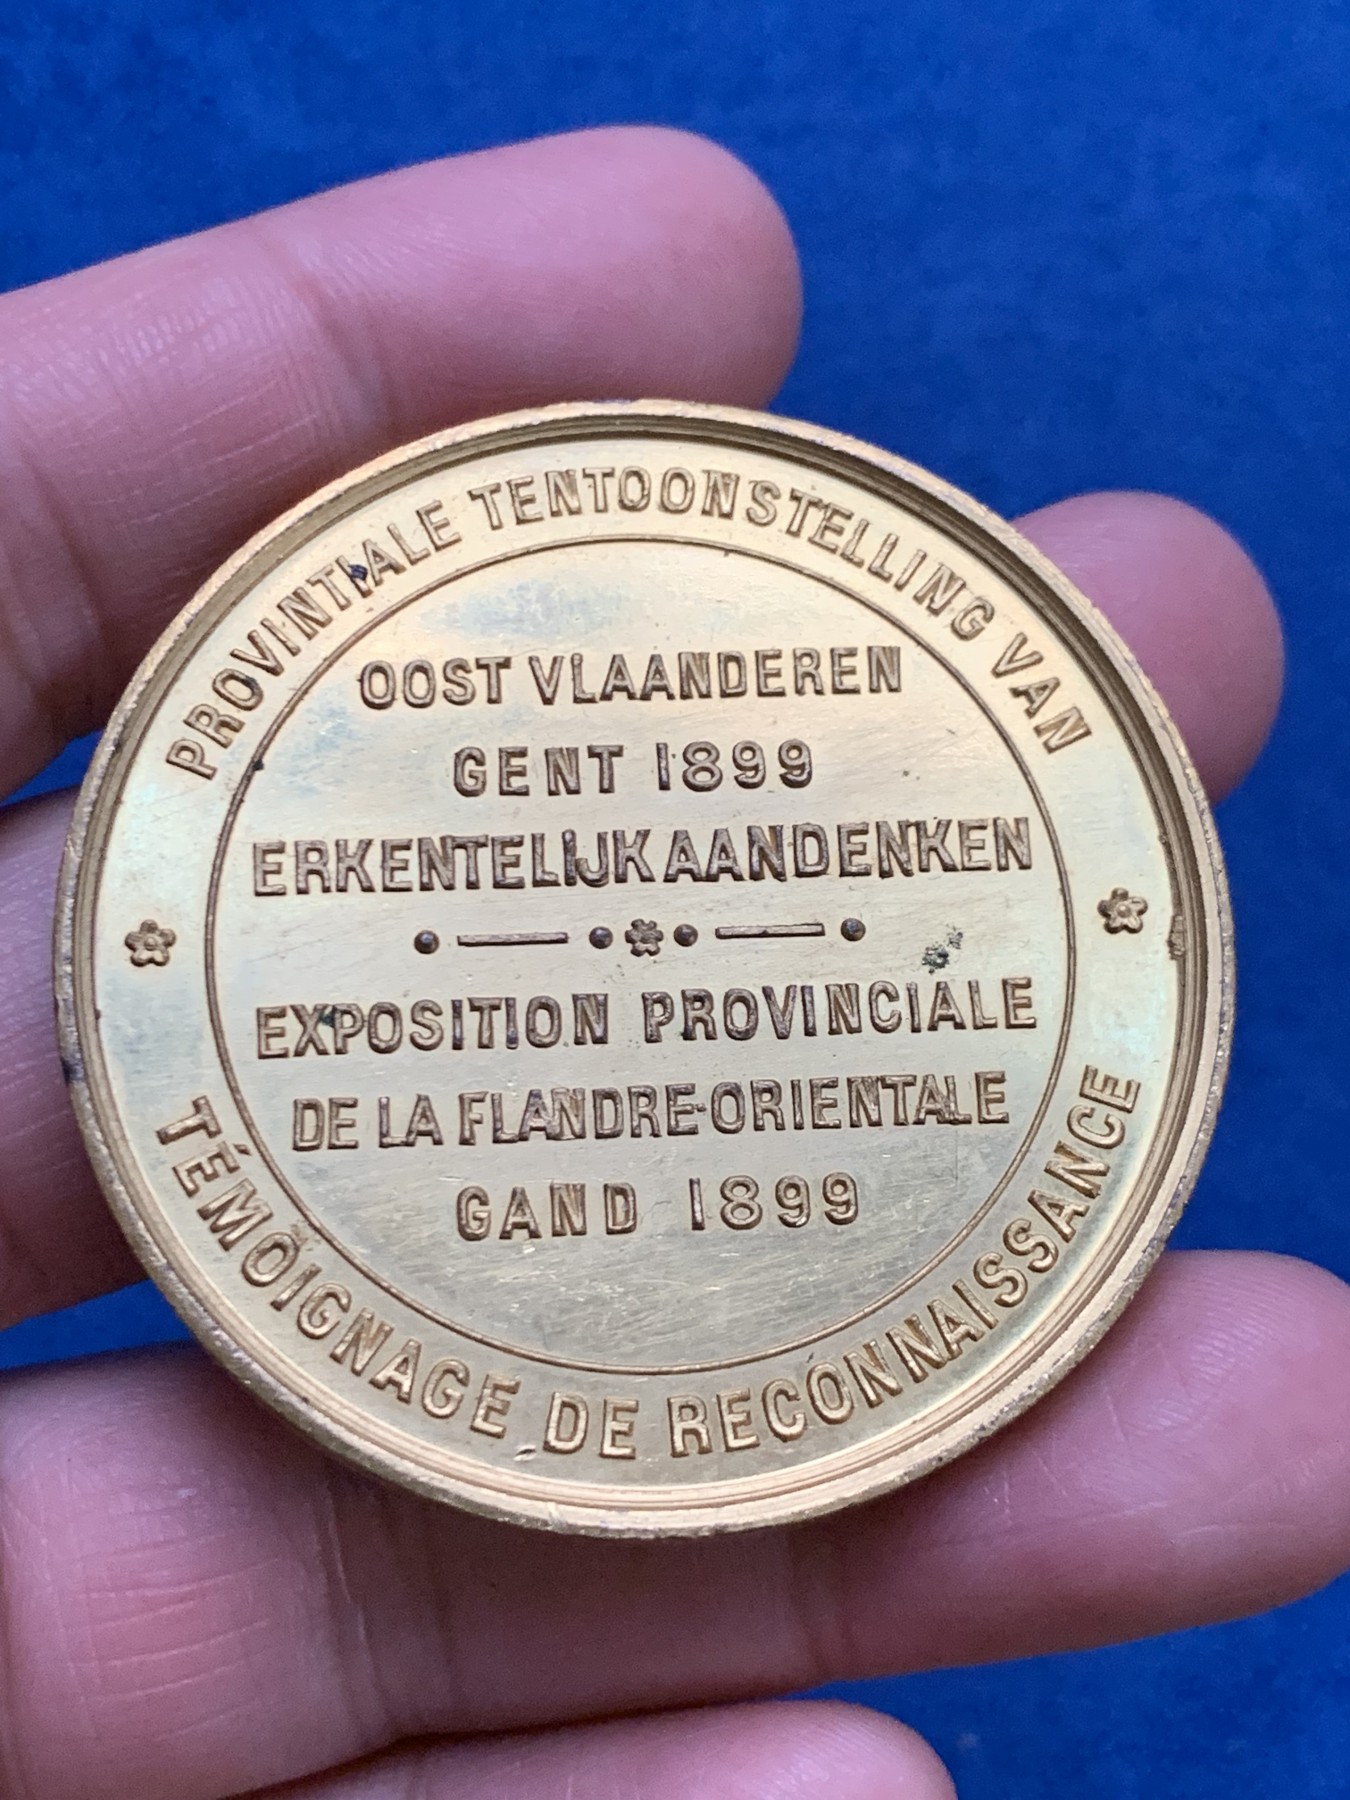 PROVINTIALE TENTOONSTELLING VAN
OOST VLAANDEREN
GENT 1899
ERKENTELIJK AANDENKEN
EXPOSITION PROVINCIALE
DE LA FLANDRE-ORIENTALE
GAND 1899
TÉMOIGNAGE DE RECONNAISSANCE